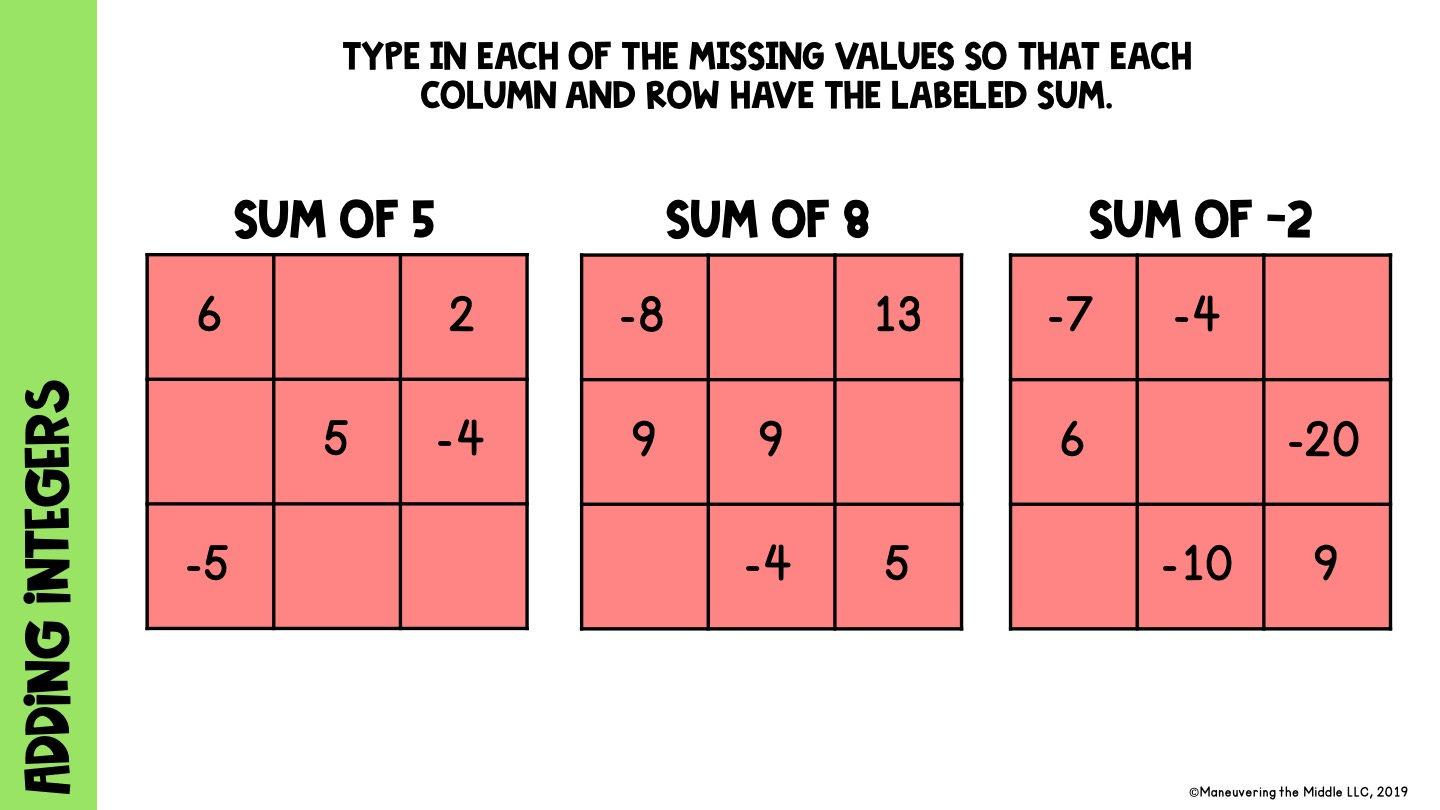 TYPE IN EACH OF THE MISSING VALUES SO THAT EACH
COLUMN AND ROW HAVE THE LABELED SUM.
ADDING INTEGERS
SUM OF 5
6 2
5 -4
-5
SUM OF 8
-8 13
9 9
-4 5
SUM OF -2
-7 -4
6 -20
-10 9
©Maneuvering the Middle LLC, 2019